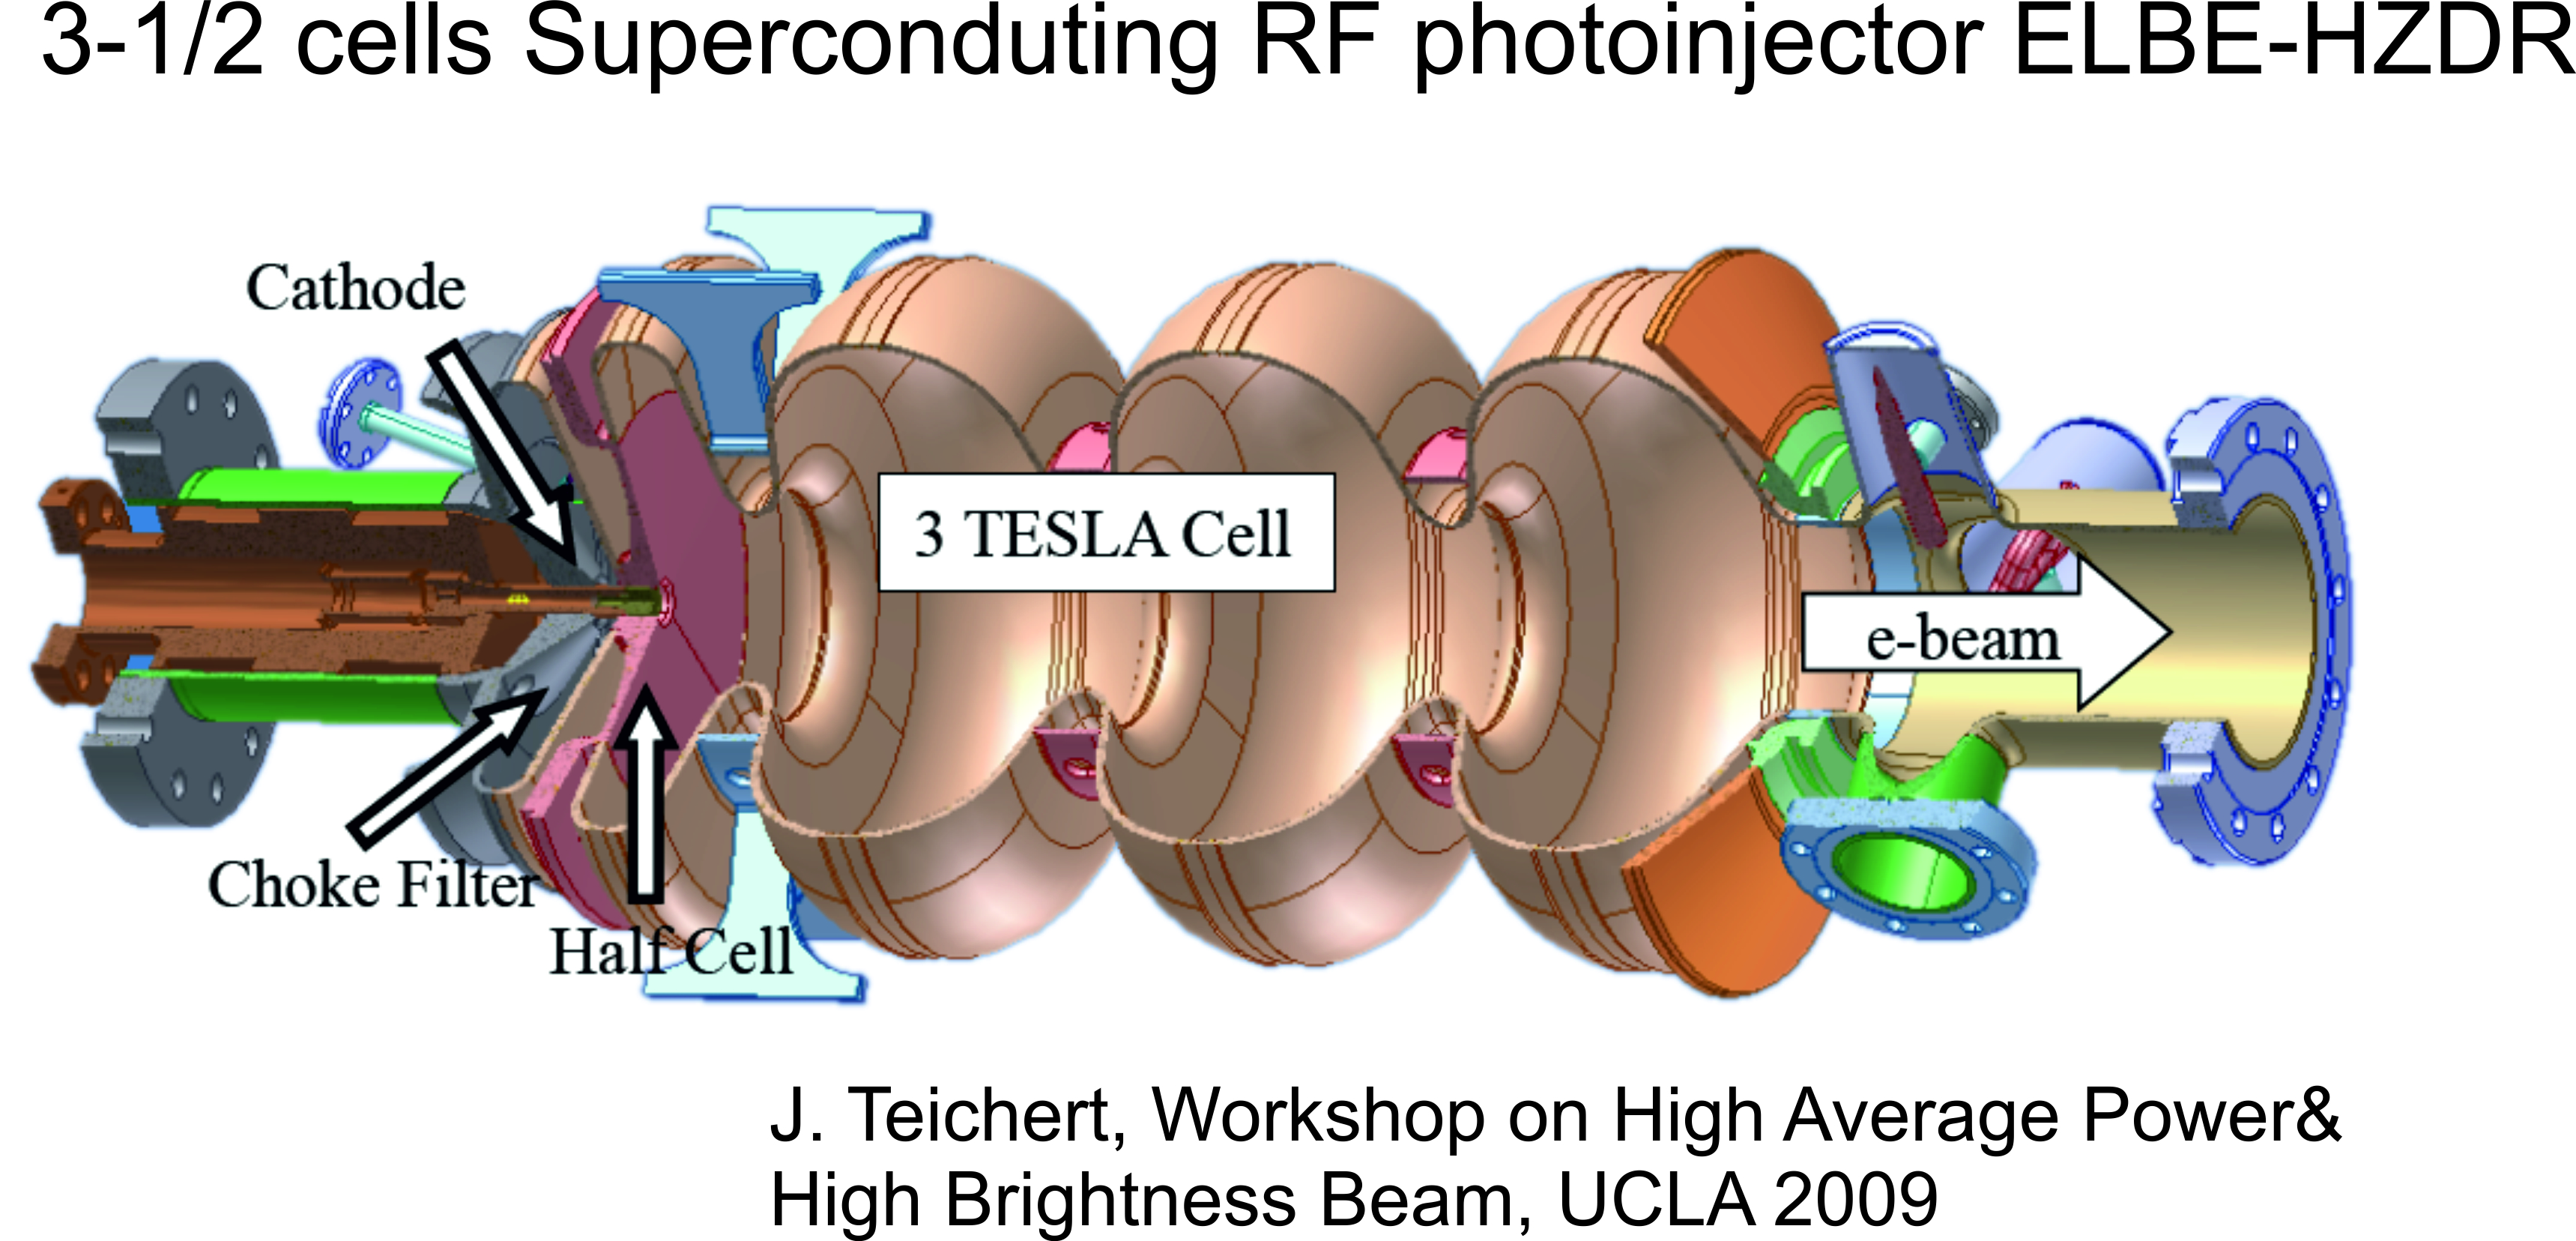 3-1/2 cells Superconduting RF photoinjector ELBE-HZDR
Cathode
3 TESLA Cell
e-beam
Choke Filter
Half Cell
J. Teichert, Workshop on High Average Power&
High Brightness Beam, UCLA 2009